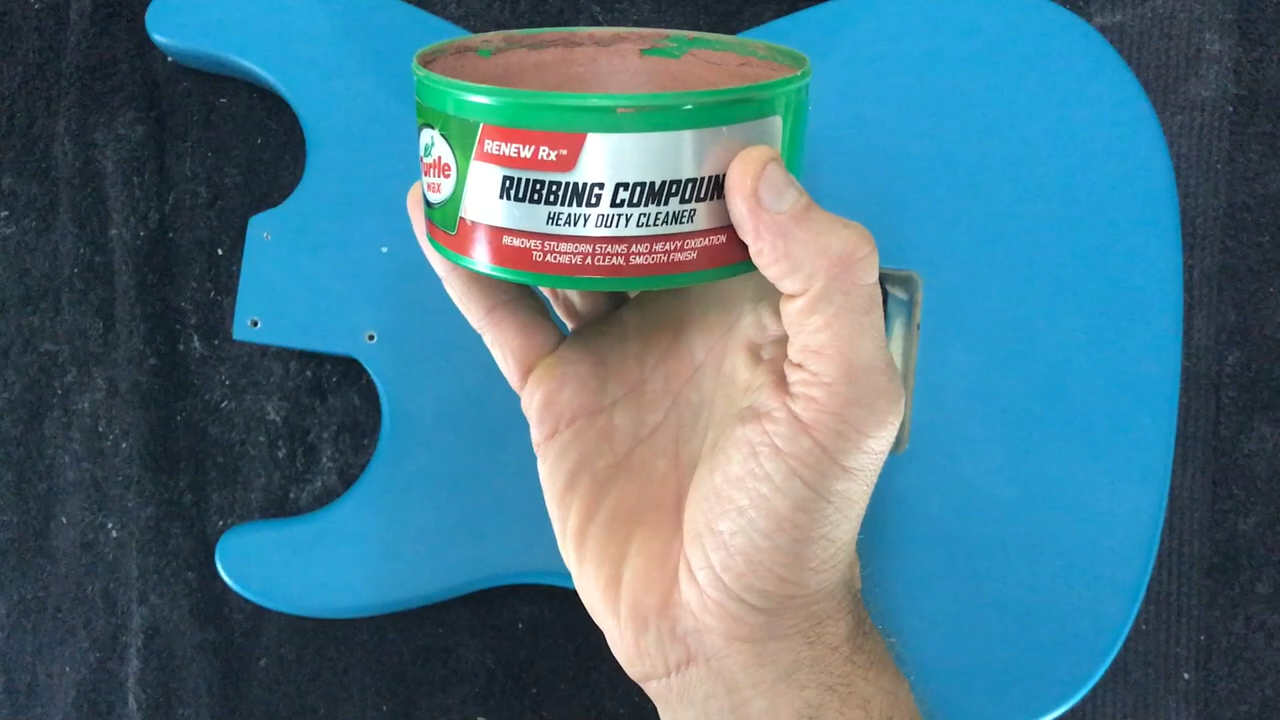 Turtle
wax
RENEW Rx™
RUBBING COMPOUN
HEAVY DUTY CLEANER
REMOVES STUBBORN STAINS AND HEAVY OXIDATION
TO ACHIEVE A CLEAN, SMOOTH FINISH